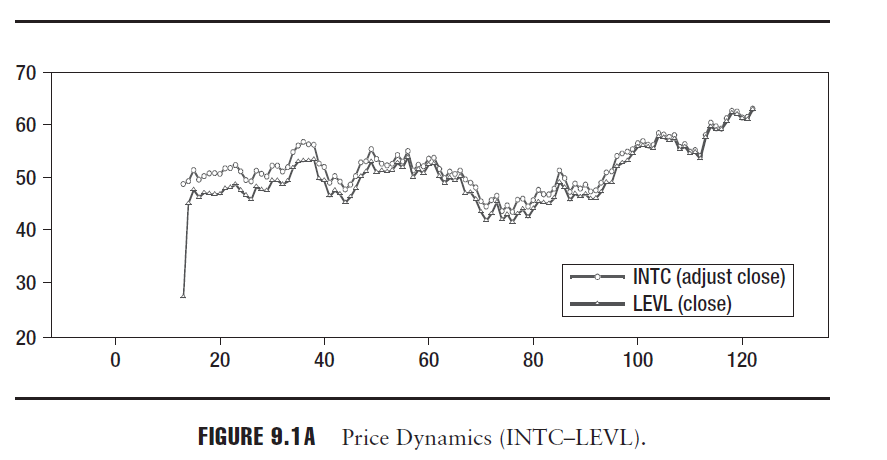 70
60
50
40
30
20
INTC (adjust close)
LEVL (close)
0 20 40 60 80 100 120
FIGURE 9.1A Price Dynamics (INTC–LEVL).